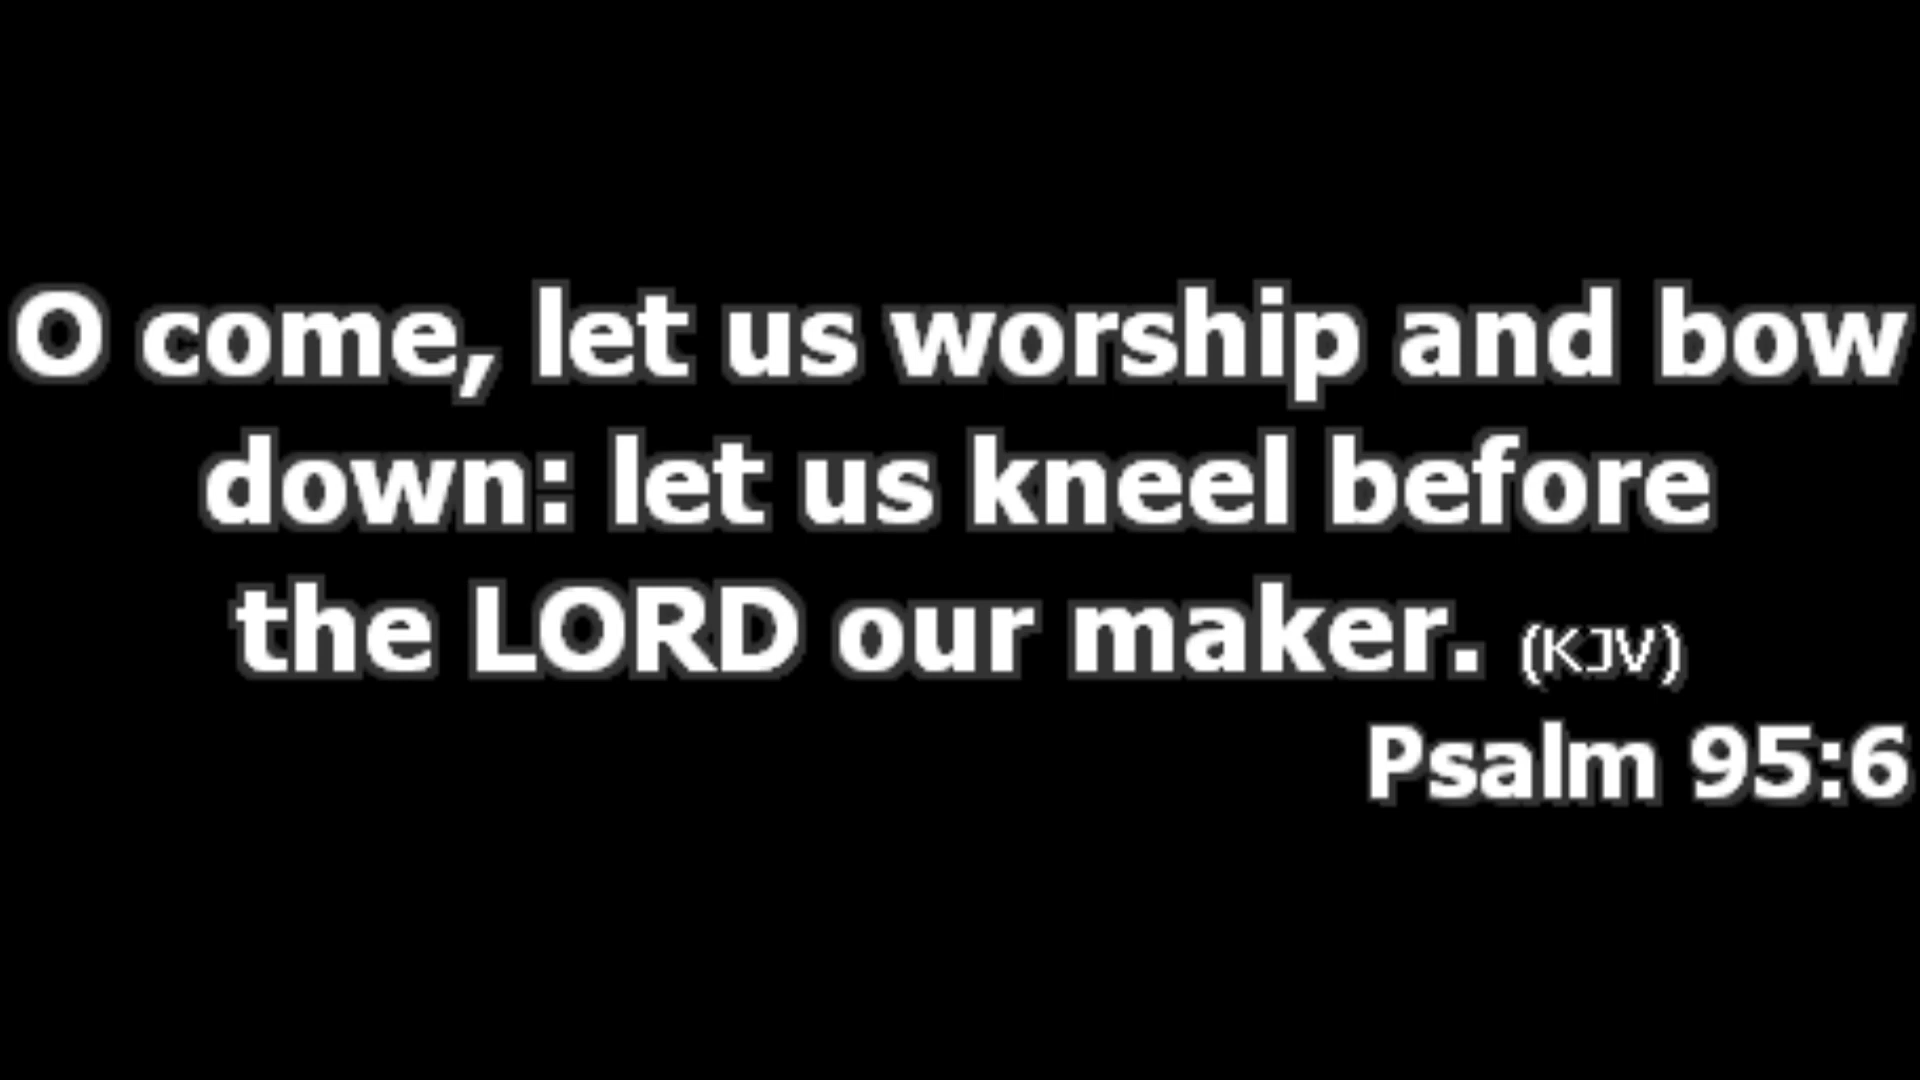 O come, let us worship and bow
down: let us kneel before
the LORD our maker. (KJV)
Psalm 95:6